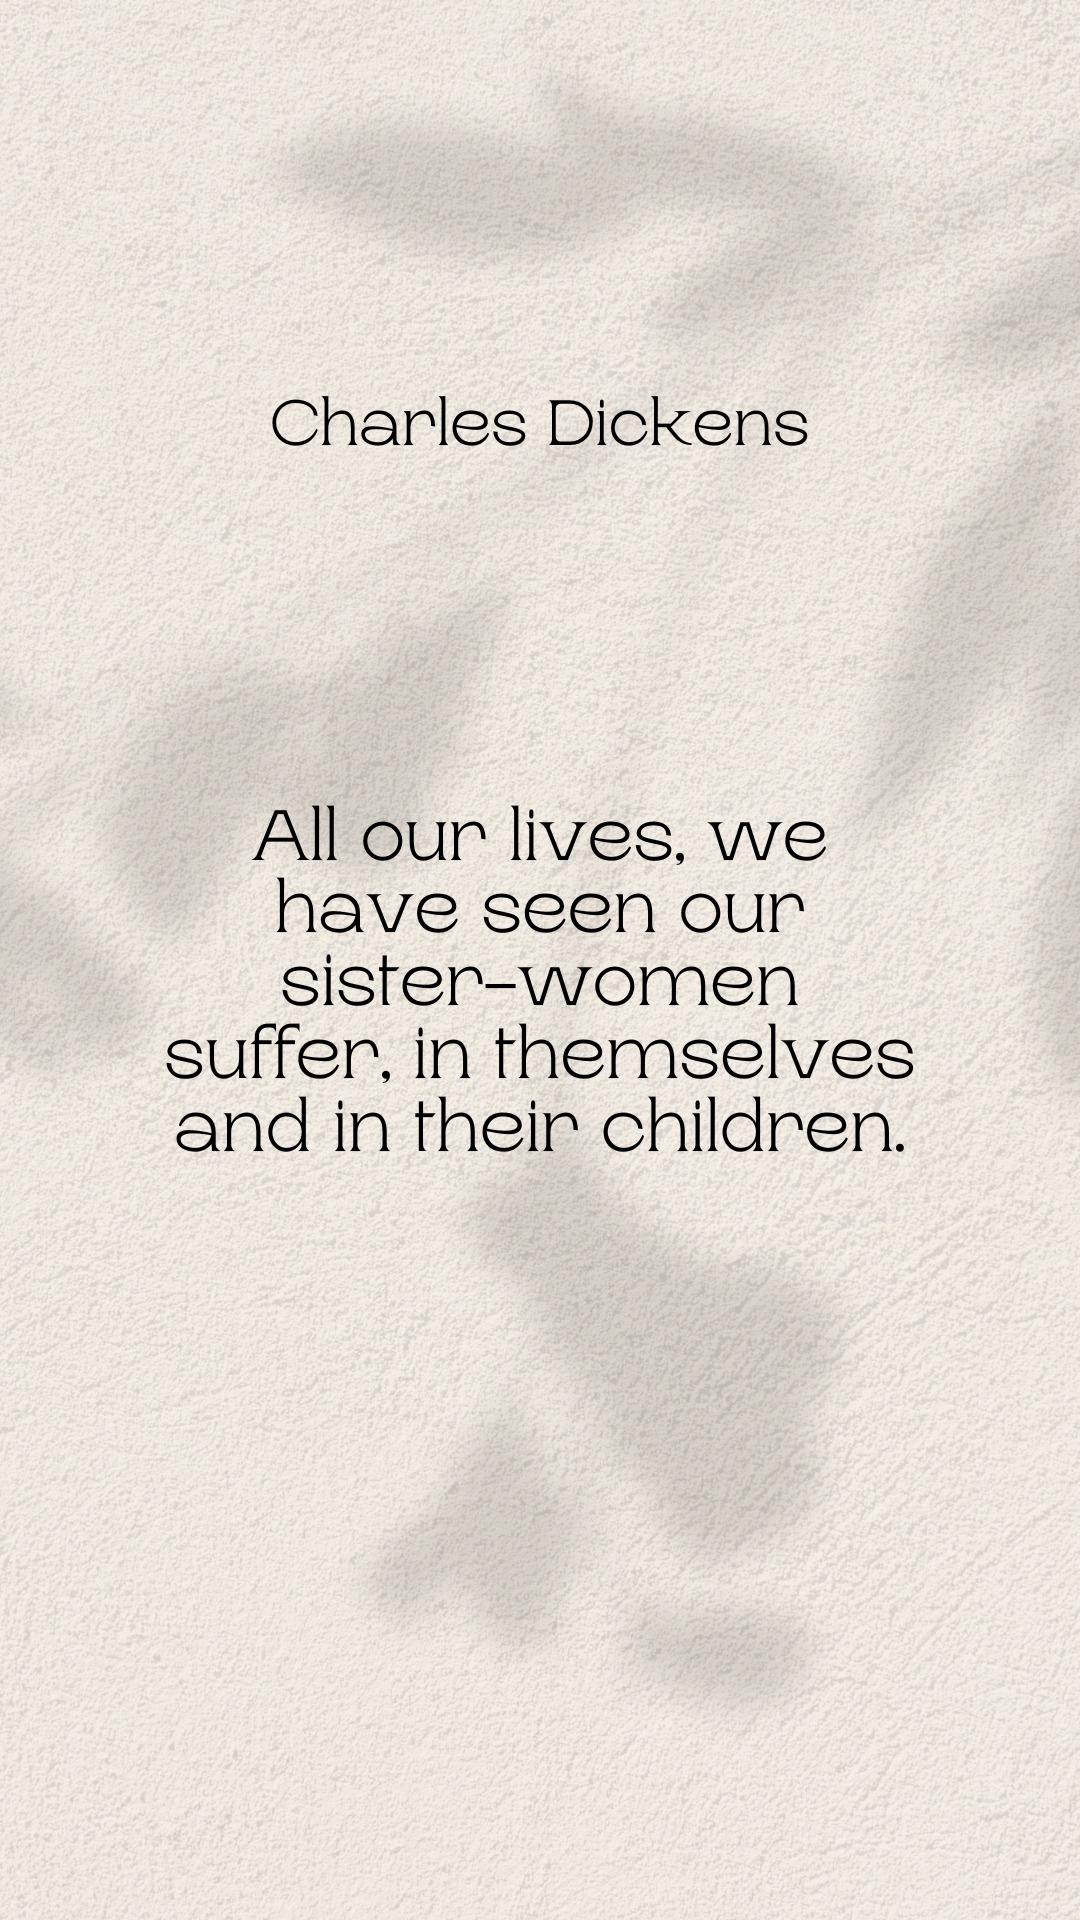 Charles Dickens
All our lives, we
have seen our
sister-women
suffer, in themselves
and in their children.